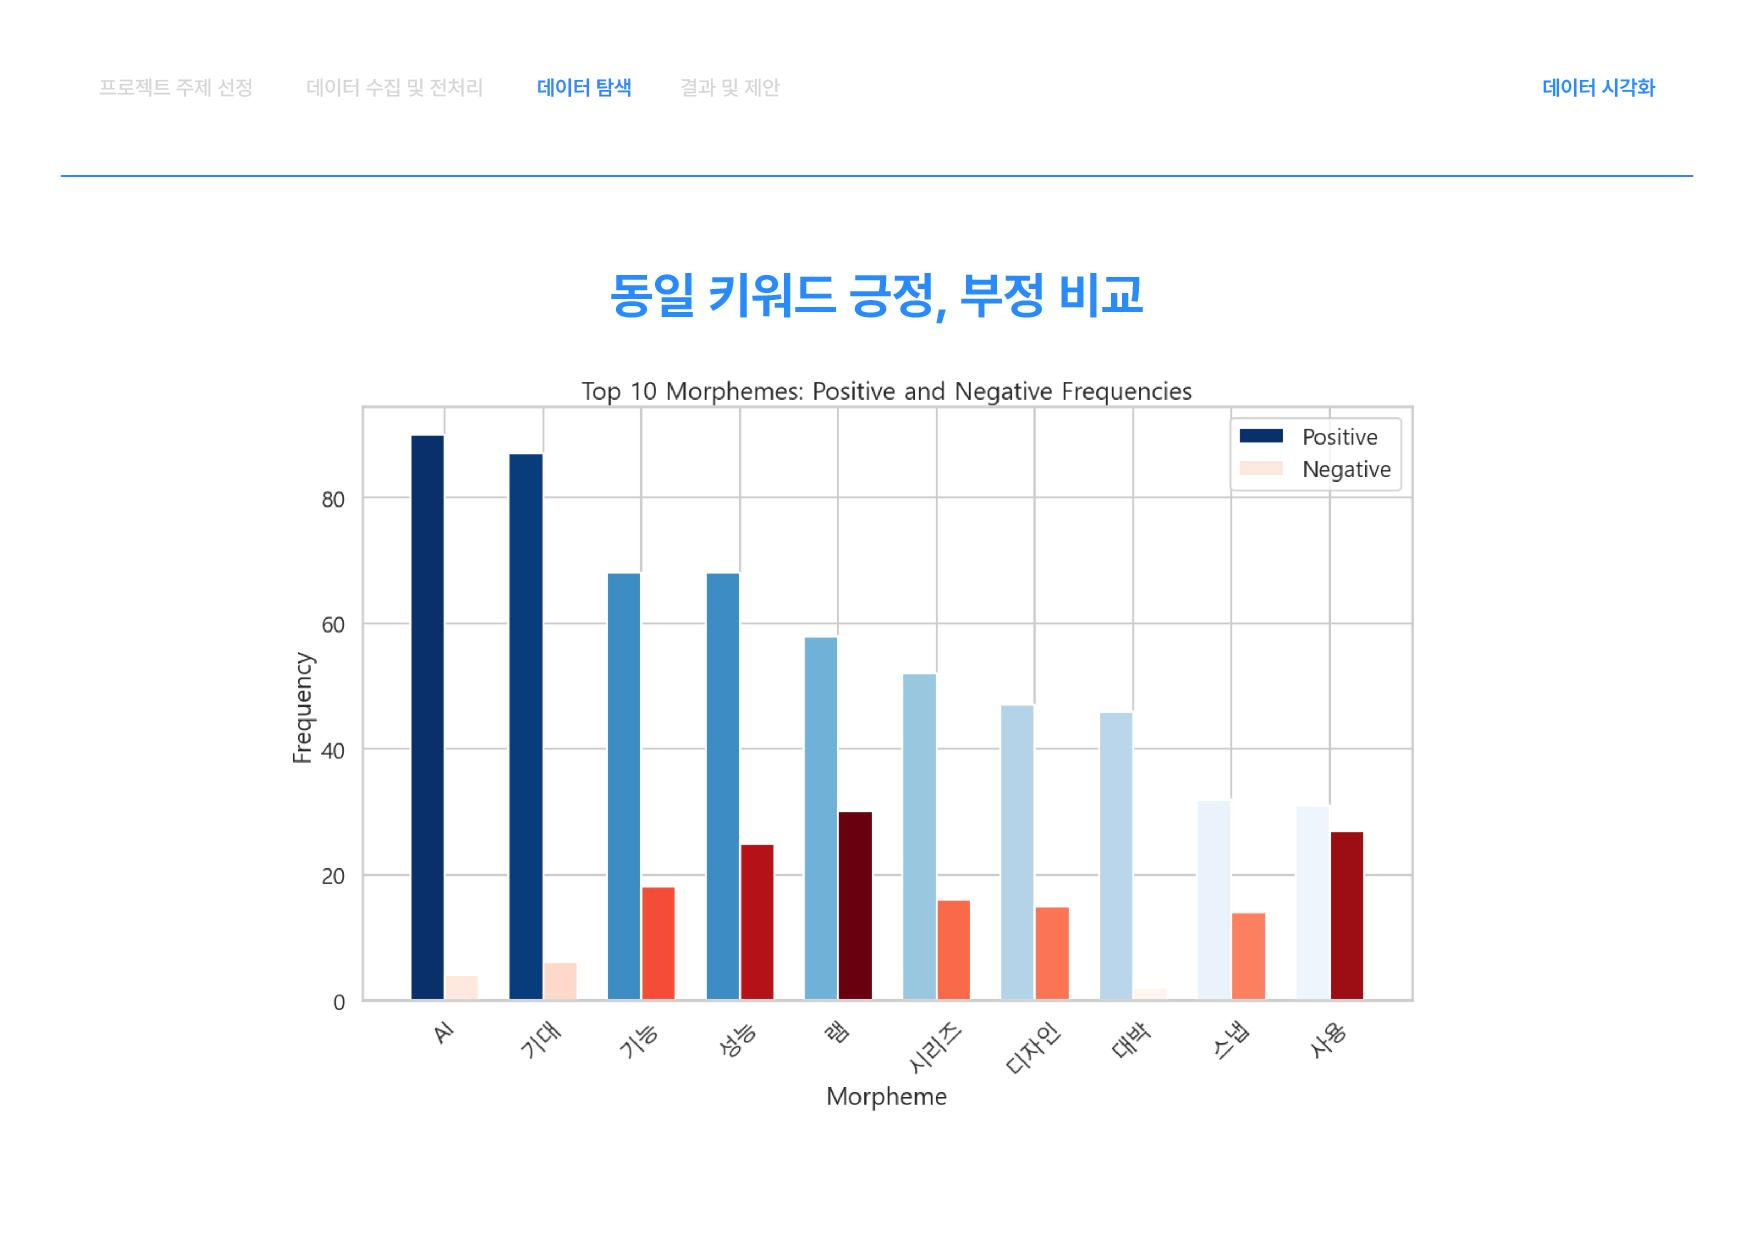 프로젝트 주제 선정 데이터 수집 및 전처리 데이터 탐색 결과 및 제안 데이터 시각화
동일 키워드 긍정, 부정 비교
Top 10 Morphemes: Positive and Negative Frequencies
Positive
Negative
Frequency
80
60
40
20
0
AI 기대 기능 성능 램 시리즈 디자인 대박 스냅 사용
Morpheme